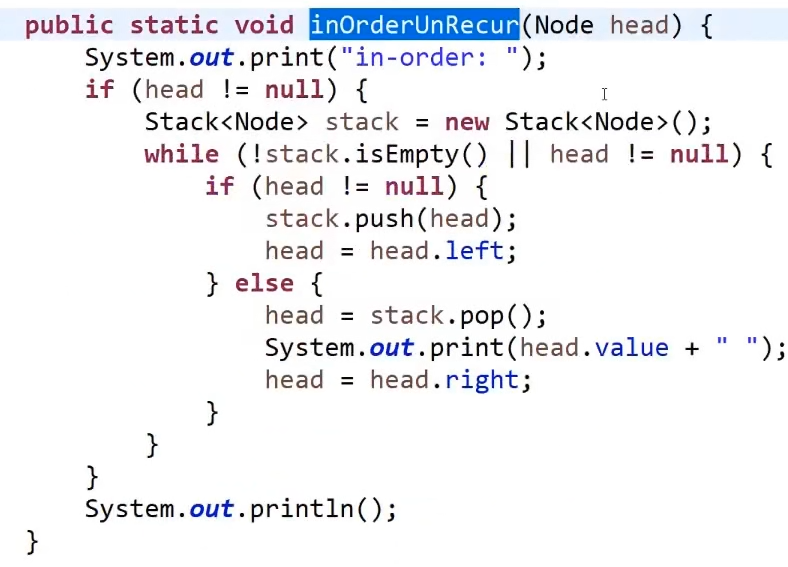 public static void inOrderUnRecur(Node head) {
    System.out.print("in-order: ");
    if (head != null) {
        Stack<Node> stack = new Stack<Node>();
        while (!stack.isEmpty() || head != null) {
            if (head != null) {
                stack.push(head);
                head = head.left;
            } else {
                head = stack.pop();
                System.out.print(head.value + " ");
                head = head.right;
            }
        }
    }
    System.out.println();
}